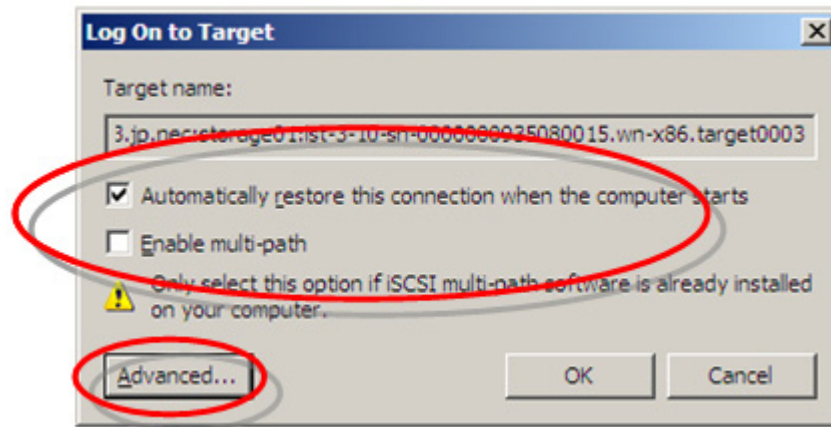 Log On to Target
Target name:
3.jp.nec:storage01:ist-3-10-sn-0000000935080015.wn-x86.target0003
Automatically restore this connection when the computer starts
Enable multi-path
Only select this option if iSCSI multi-path software is already installed
on your computer.
Advanced...
OK
Cancel